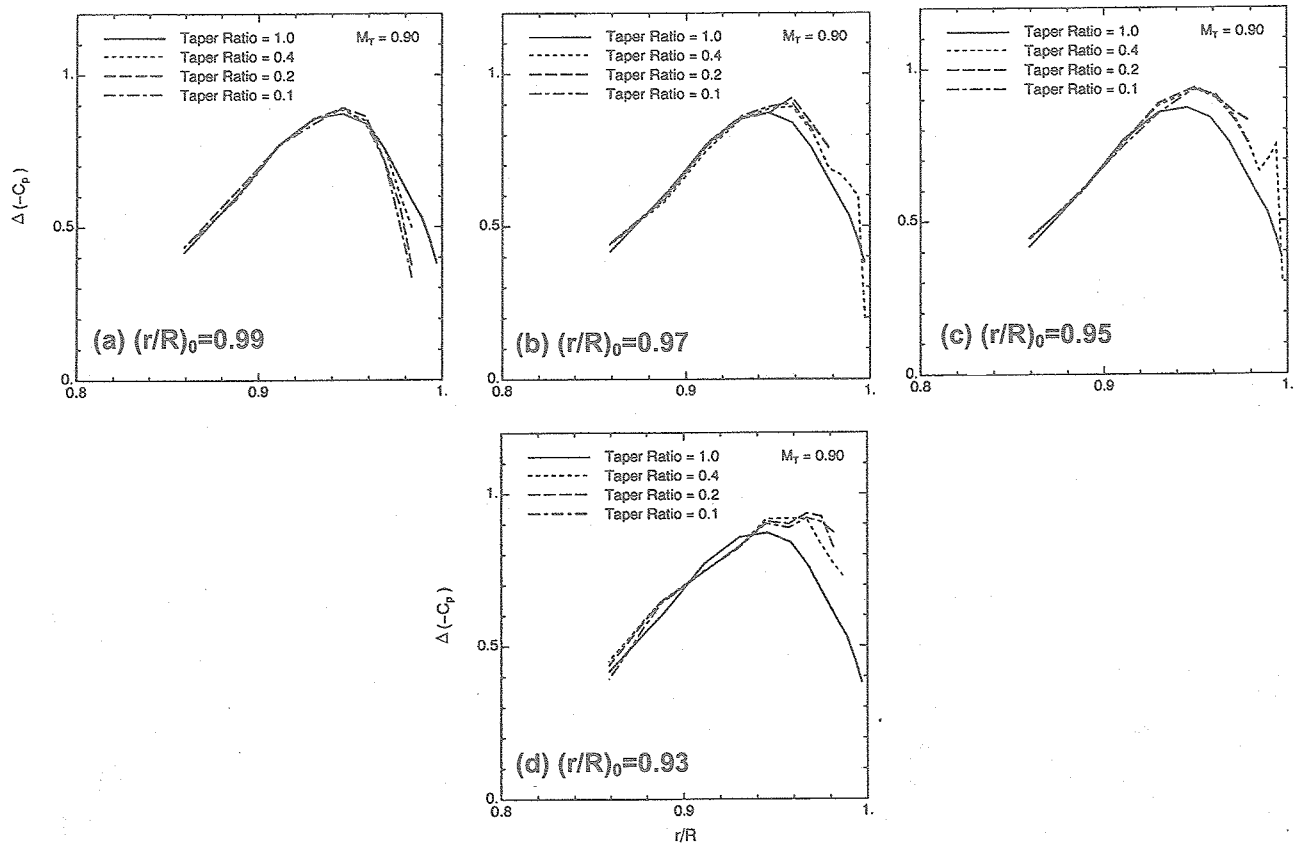 Taper Ratio = 1.0 M_T = 0.90
Taper Ratio = 0.4
Taper Ratio = 0.2
Taper Ratio = 0.1
1.
0.5
0.
Δ (-C_p)
(a) (r/R)₀=0.99
0.8 0.9 1.
Taper Ratio = 1.0 M_T = 0.90
Taper Ratio = 0.4
Taper Ratio = 0.2
Taper Ratio = 0.1
1.
0.5
0.
(b) (r/R)₀=0.97
0.8 0.9 1.
Taper Ratio = 1.0 M_T = 0.90
Taper Ratio = 0.4
Taper Ratio = 0.2
Taper Ratio = 0.1
1.
0.5
0.
(c) (r/R)₀=0.95
0.8 0.9 1.
Taper Ratio = 1.0 M_T = 0.90
Taper Ratio = 0.4
Taper Ratio = 0.2
Taper Ratio = 0.1
1.
0.5
0.
Δ (-C_p)
(d) (r/R)₀=0.93
0.8 0.9 1.
r/R